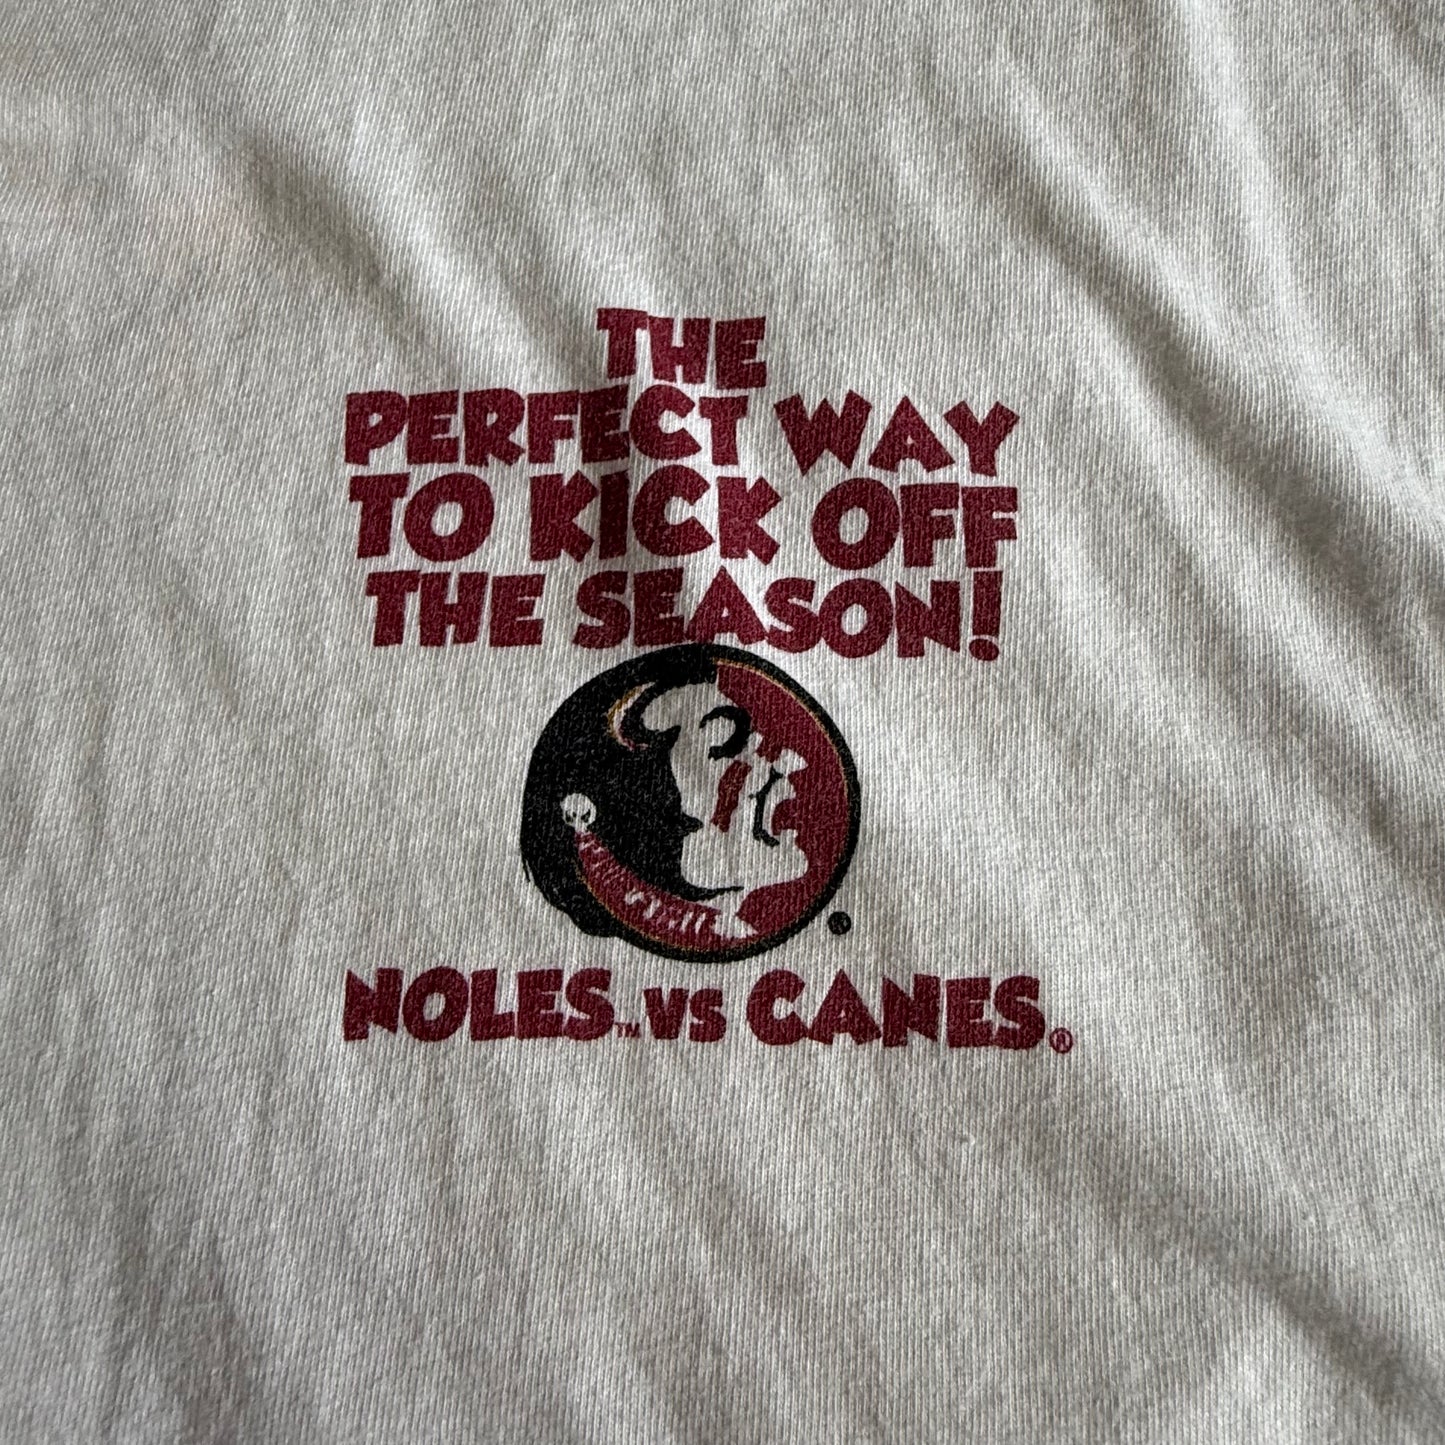 THE
PERFECT WAY
TO KICK OFF
THE SEASON!
®
NOLES™ VS CANES®